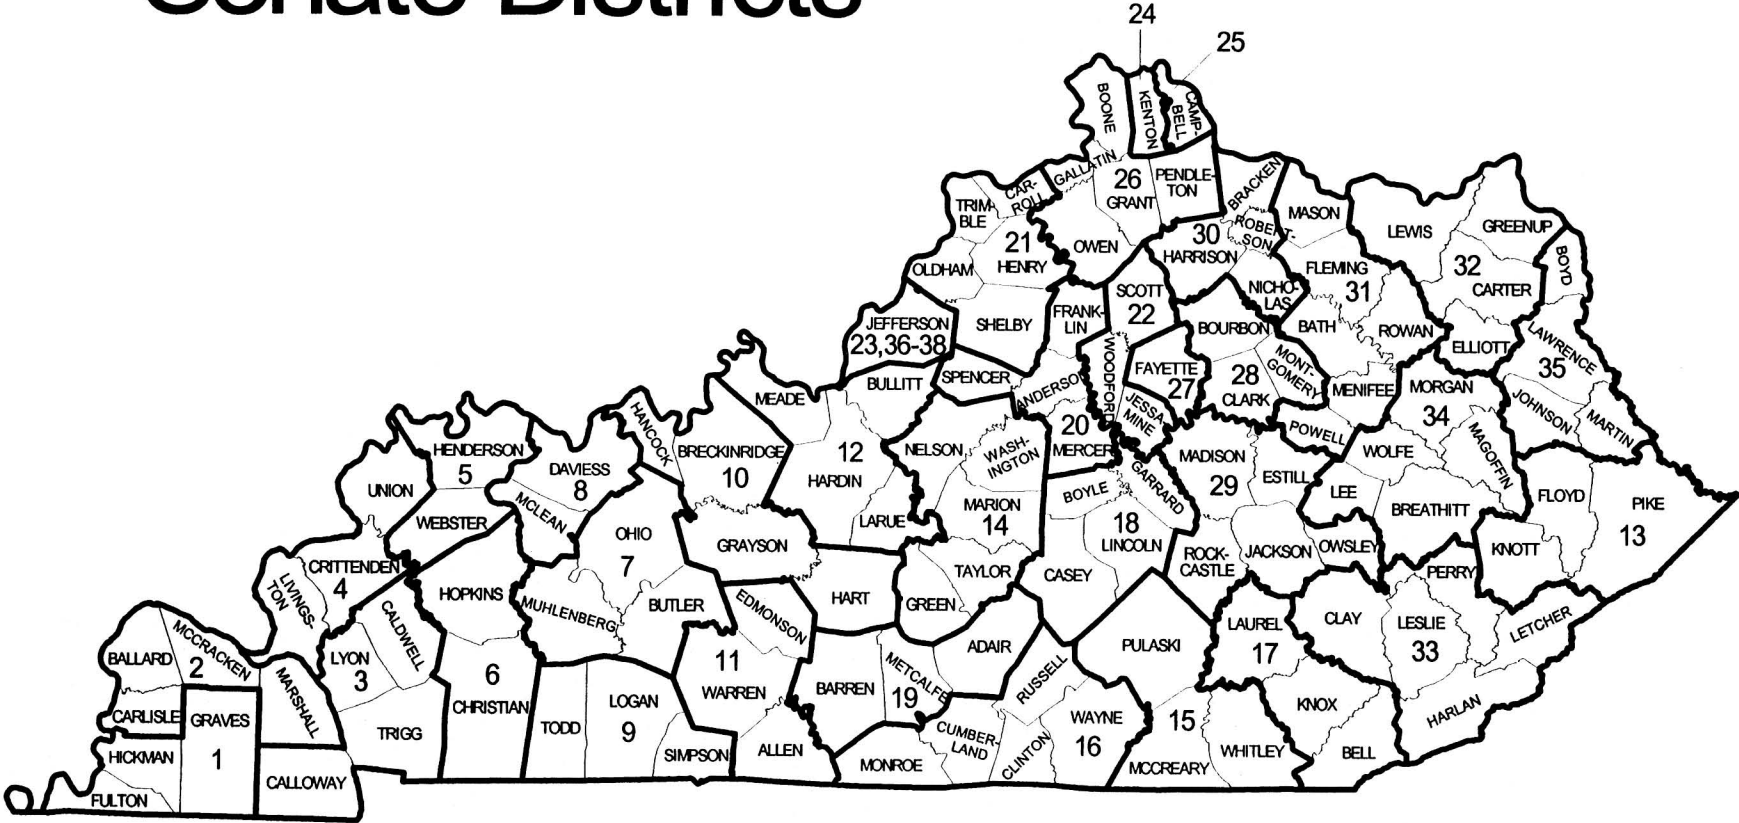 Senate Districts
24
25
BOONE
KENTON
CAMP-
BELL
GALLATIN
26
GRANT
PENDLE-
TON
CAR-
ROLL
TRIM-
BLE
21
HENRY
OLDHAM
OWEN
BRACKEN
ROBERT-
SON
30
HARRISON
NICHO-
LAS
MASON
LEWIS
GREENUP
BOYD
32
CARTER
FLEMING
31
BATH
ROWAN
ELLIOTT
LAWRENCE
35
JOHNSON
MARTIN
JEFFERSON
23,36-38
SHELBY
FRANK-
LIN
SCOTT
22
WOODFORD
BOURBON
FAYETTE
27
28
CLARK
MONT-
GOMERY
MENIFEE
MORGAN
34
MAGOFFIN
BULLITT
SPENCER
ANDERSON
JESSA
MINE
20
MERCER
POWELL
WOLFE
MEADE
HANCOCK
BRECKINRIDGE
10
12
HARDIN
NELSON
WASH-
INGTON
MADISON
29
ESTILL
LEE
BREATHITT
FLOYD
PIKE
13
HENDERSON
5
DAVIESS
8
UNION
WEBSTER
MCLEAN
OHIO
7
GRAYSON
LARUE
MARION
14
BOYLE
GARRARD
18
LINCOLN
ROCK-
CASTLE
JACKSON
OWSLEY
KNOTT
PERRY
CRITTENDEN
4
LIVINGS-
TON
HOPKINS
MUHLENBERG
BUTLER
EDMONSON
HART
GREEN
TAYLOR
CASEY
PULASKI
LAUREL
17
CLAY
LESLIE
33
LETCHER
BALLARD
2
MCCRACKEN
LYON
3
CALDWELL
MARSHALL
6
CHRISTIAN
11
WARREN
BARREN
METCALFE
19
ADAIR
RUSSELL
CARLISLE
GRAVES
1
TRIGG
TODD
LOGAN
9
SIMPSON
ALLEN
MONROE
CUMBER-
LAND
CLINTON
WAYNE
16
15
MCCREARY
WHITLEY
KNOX
BELL
HARLAN
HICKMAN
FULTON
CALLOWAY